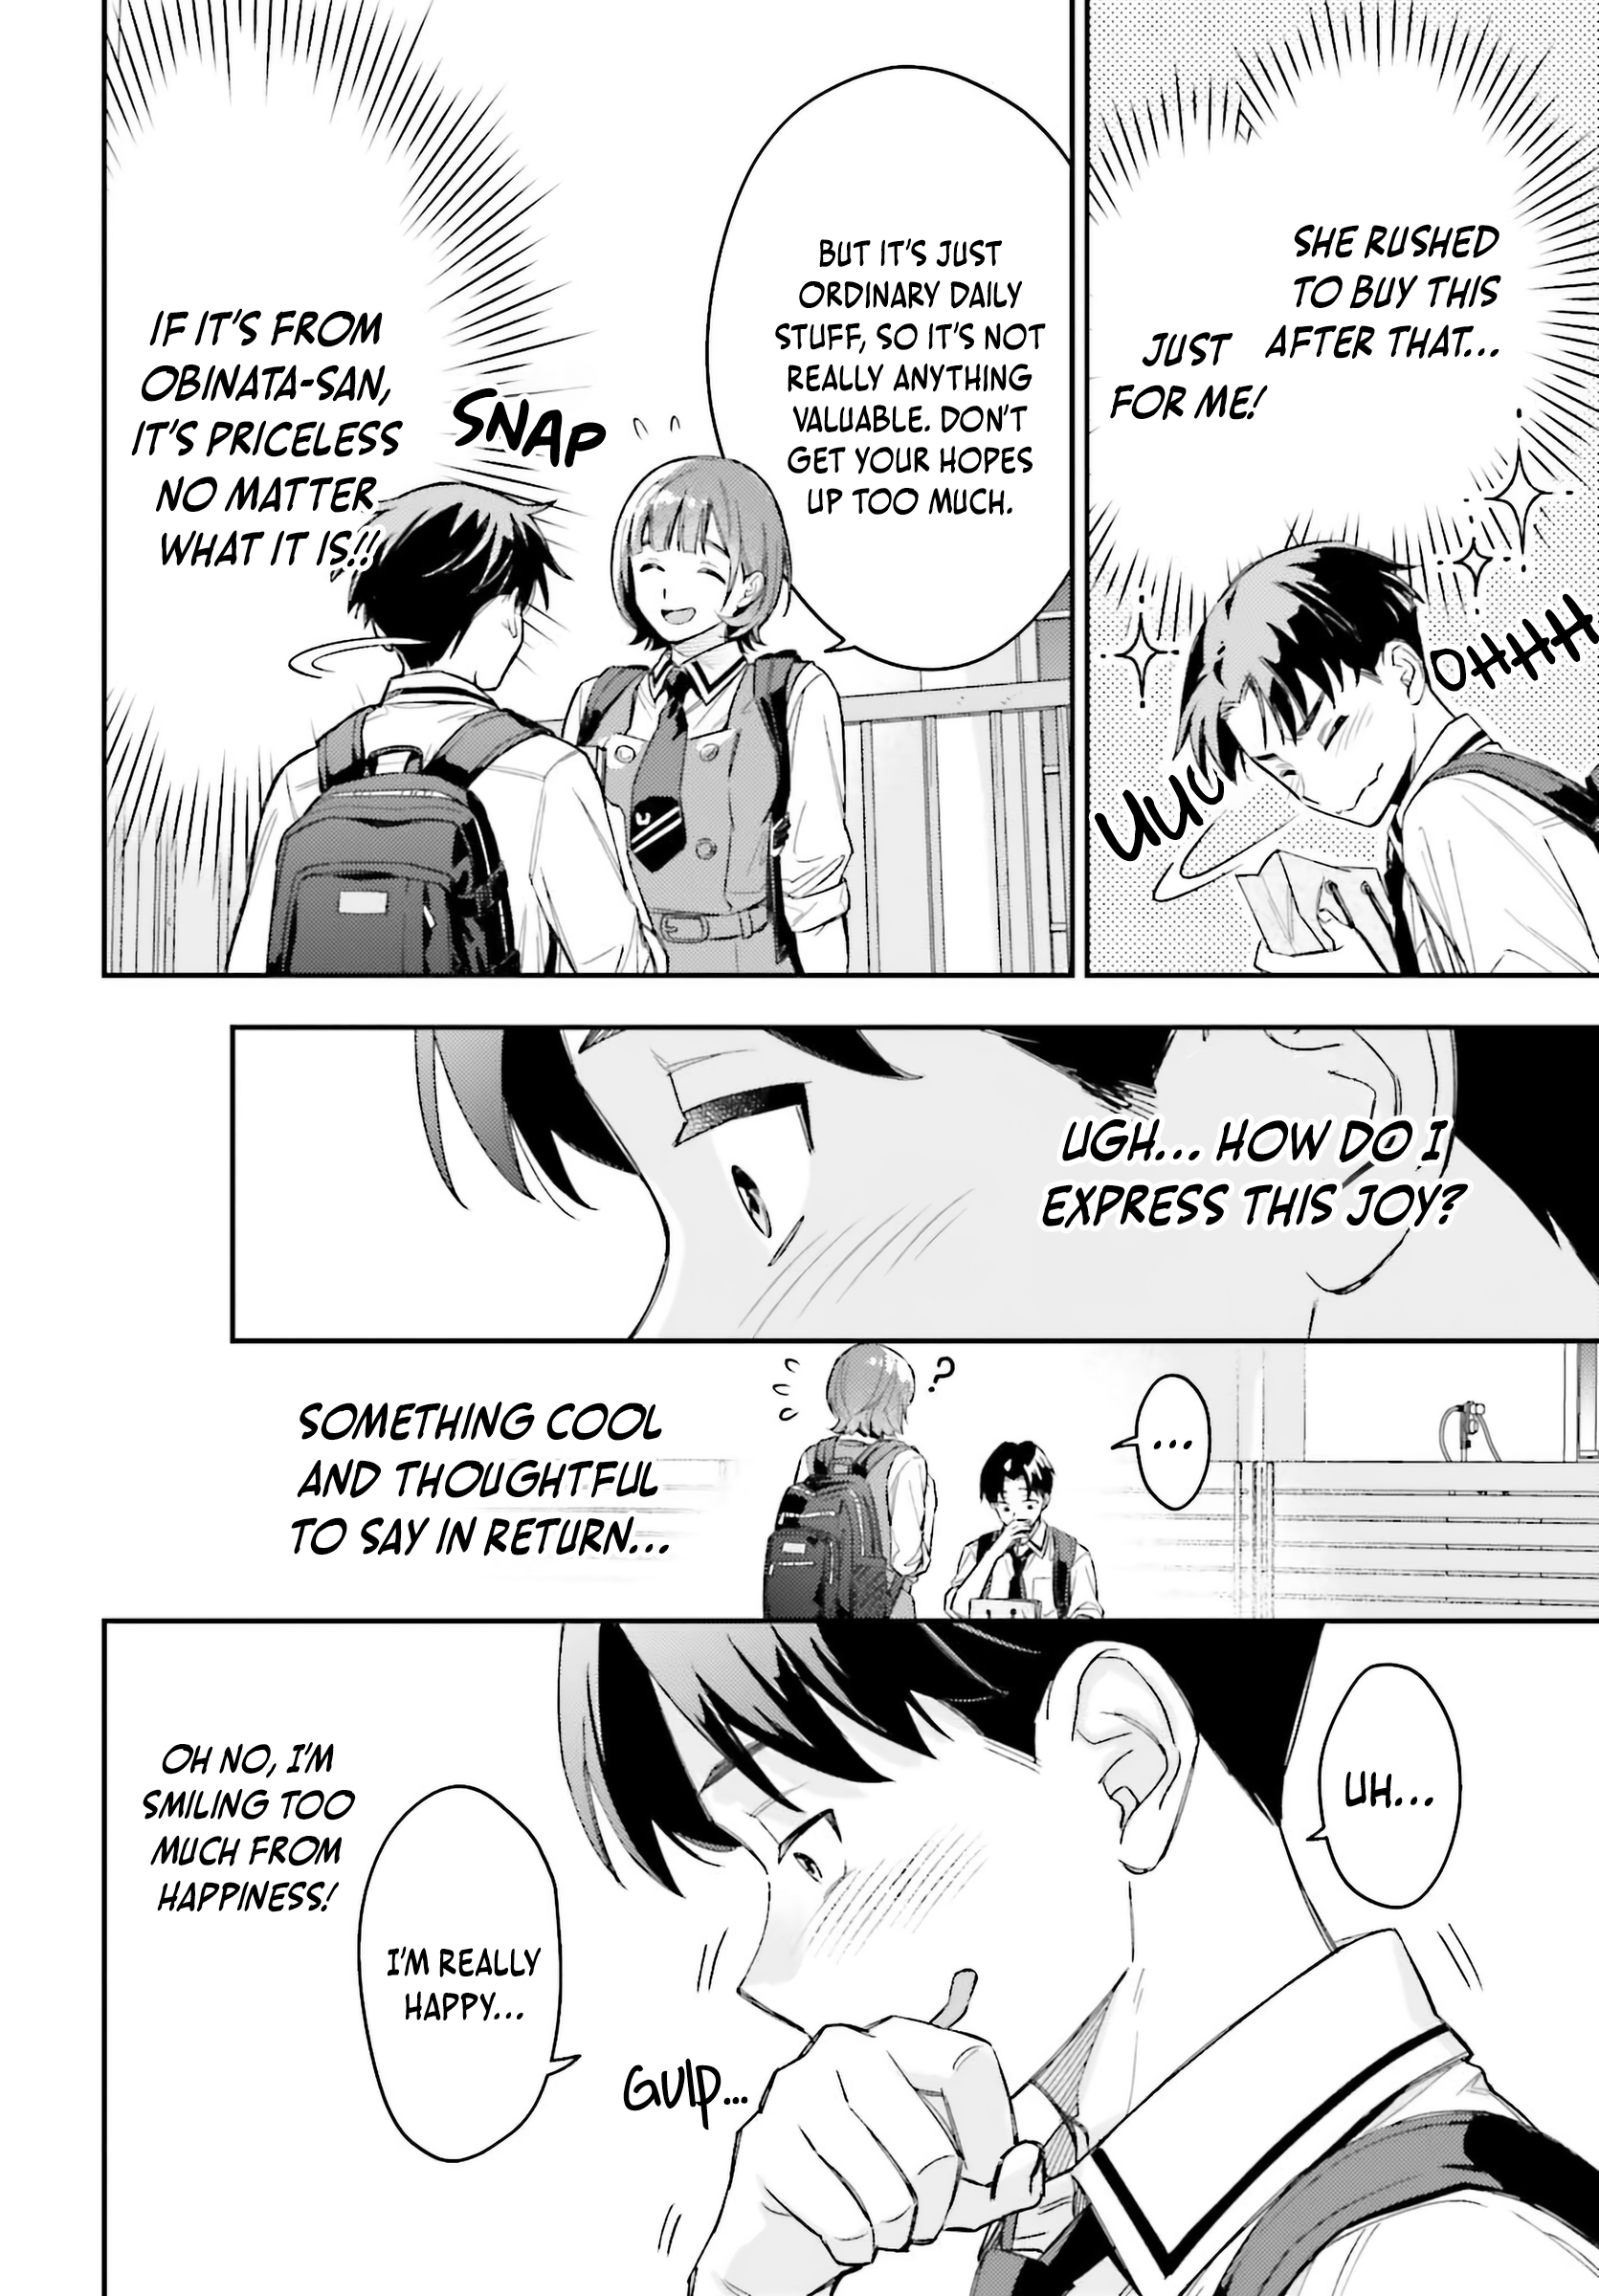 SHE RUSHED
TO BUY THIS
AFTER THAT...
JUST
FOR ME!
OHHHH
UUUU
BUT IT'S JUST
ORDINARY DAILY
STUFF, SO IT'S NOT
REALLY ANYTHING
VALUABLE. DON'T
GET YOUR HOPES
UP TOO MUCH.
SNAP
IF IT'S FROM
OBINATA-SAN,
IT'S PRICELESS
NO MATTER
WHAT IT IS!!
UGH... HOW DO I
EXPRESS THIS JOY?
...
?
SOMETHING COOL
AND THOUGHTFUL
TO SAY IN RETURN...
UH...
I'M REALLY
HAPPY...
GULP...
OH NO, I'M
SMILING TOO
MUCH FROM
HAPPINESS!